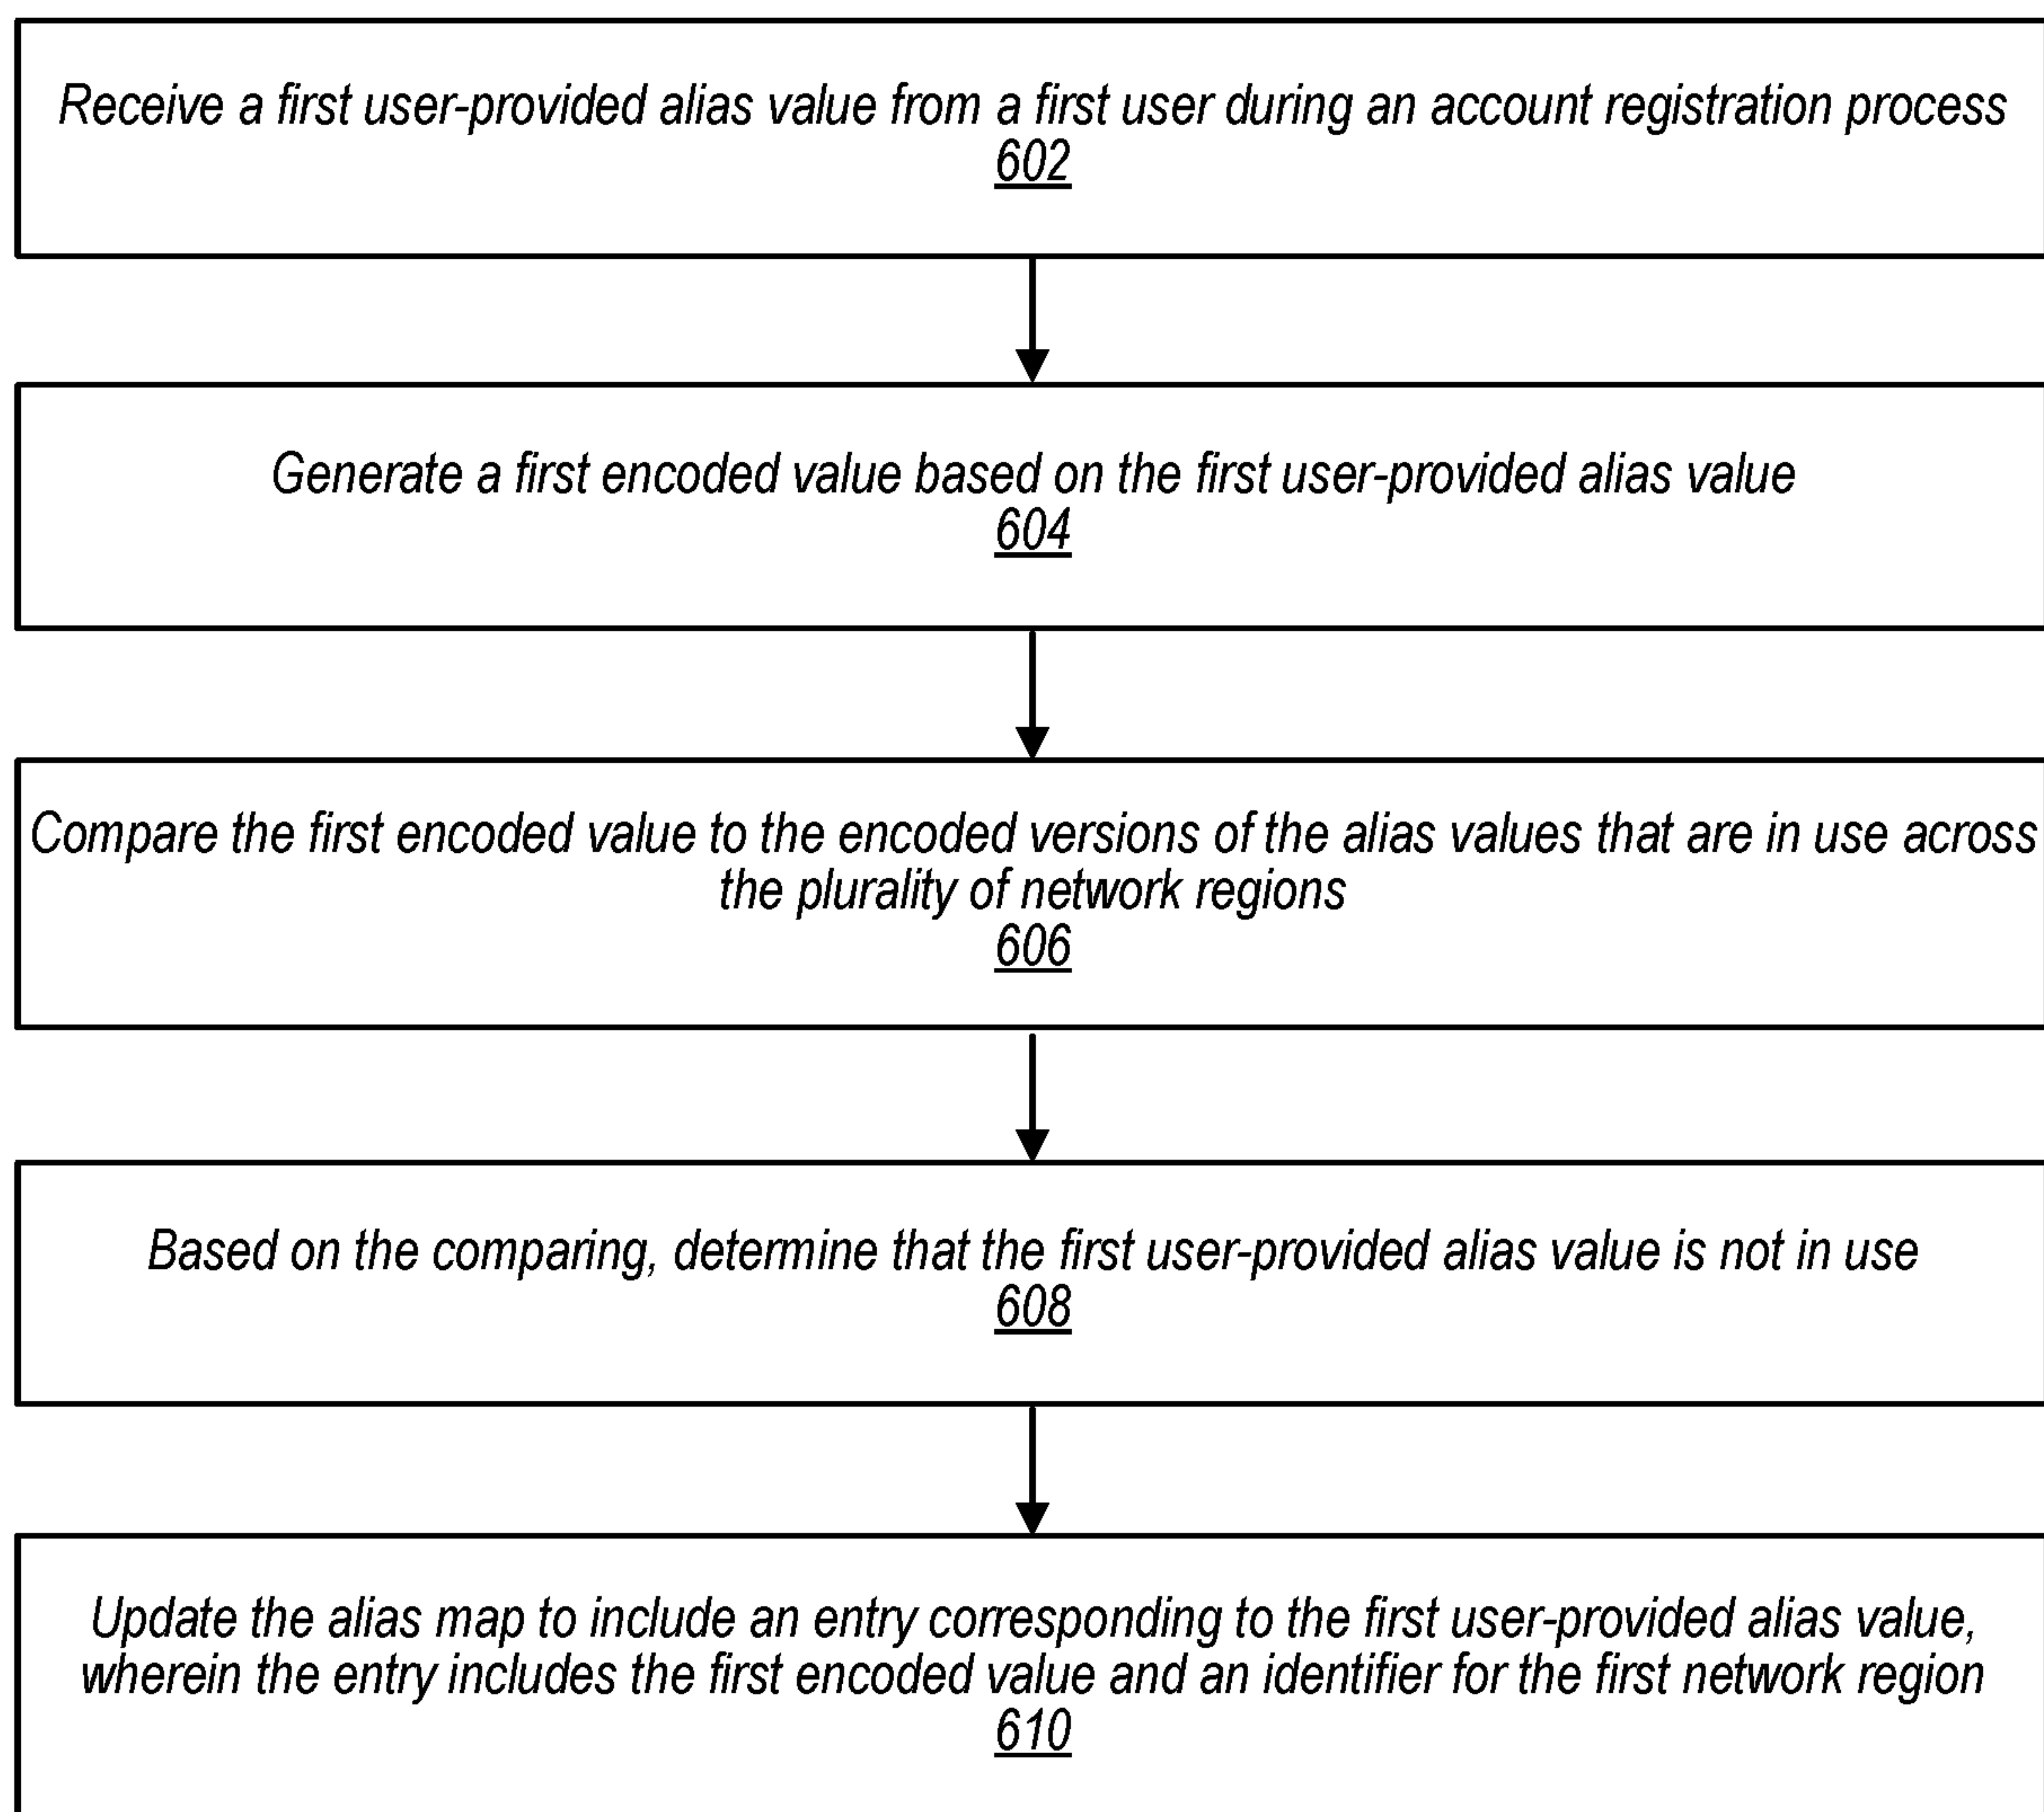 Receive a first user-provided alias value from a first user during an account registration process
602
Generate a first encoded value based on the first user-provided alias value
604
Compare the first encoded value to the encoded versions of the alias values that are in use across
the plurality of network regions
606
Based on the comparing, determine that the first user-provided alias value is not in use
608
Update the alias map to include an entry corresponding to the first user-provided alias value,
wherein the entry includes the first encoded value and an identifier for the first network region
610